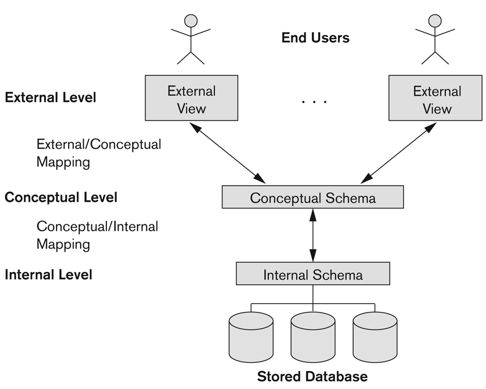 End Users
External Level
External
View
. . .
External
View
External/Conceptual
Mapping
Conceptual Level
Conceptual Schema
Conceptual/Internal
Mapping
Internal Level
Internal Schema
Stored Database